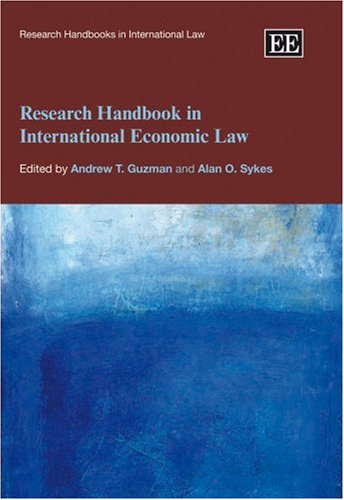 Research Handbooks in International Law
EE
Research Handbook in
International Economic Law
Edited by Andrew T. Guzman and Alan O. Sykes